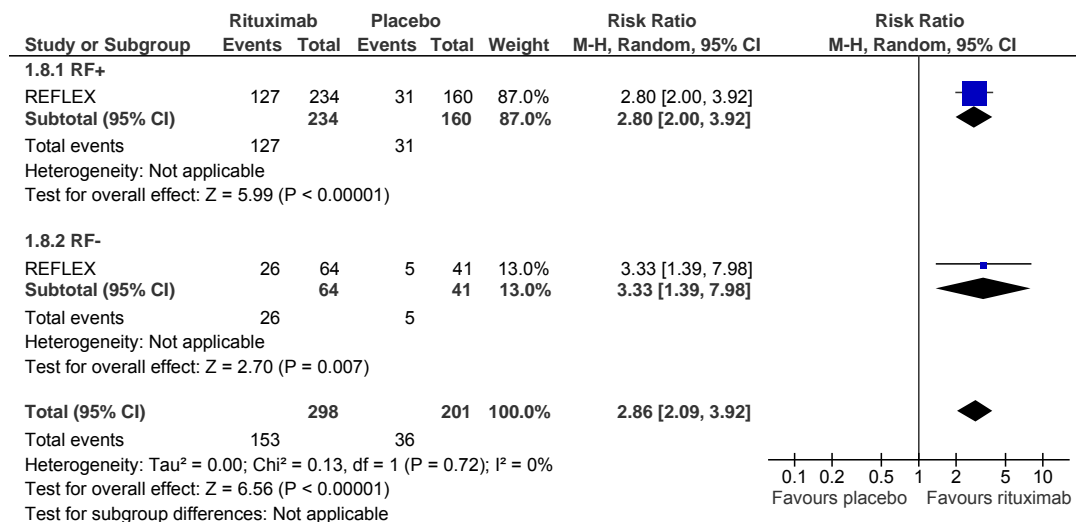 Rituximab Placebo Risk Ratio Risk Ratio
Study or Subgroup Events Total Events Total Weight M-H, Random, 95% CI M-H, Random, 95% CI
1.8.1 RF+
REFLEX 127 234 31 160 87.0% 2.80 [2.00, 3.92]
Subtotal (95% CI) 234 160 87.0% 2.80 [2.00, 3.92]
Total events 127 31
Heterogeneity: Not applicable
Test for overall effect: Z = 5.99 (P < 0.00001)
1.8.2 RF-
REFLEX 26 64 5 41 13.0% 3.33 [1.39, 7.98]
Subtotal (95% CI) 64 41 13.0% 3.33 [1.39, 7.98]
Total events 26 5
Heterogeneity: Not applicable
Test for overall effect: Z = 2.70 (P = 0.007)
Total (95% CI) 298 201 100.0% 2.86 [2.09, 3.92]
Total events 153 36
Heterogeneity: Tau² = 0.00; Chi² = 0.13, df = 1 (P = 0.72); I² = 0%
Test for overall effect: Z = 6.56 (P < 0.00001)
Test for subgroup differences: Not applicable
0.1 0.2 0.5 1 2 5 10
Favours placebo Favours rituximab